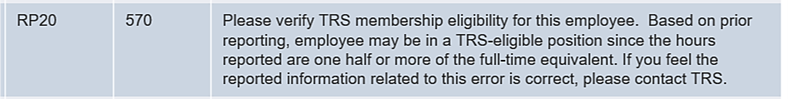 RP20 570 Please verify TRS membership eligibility for this employee.  Based on prior
reporting, employee may be in a TRS-eligible position since the hours
reported are one half or more of the full-time equivalent. If you feel the
reported information related to this error is correct, please contact TRS.